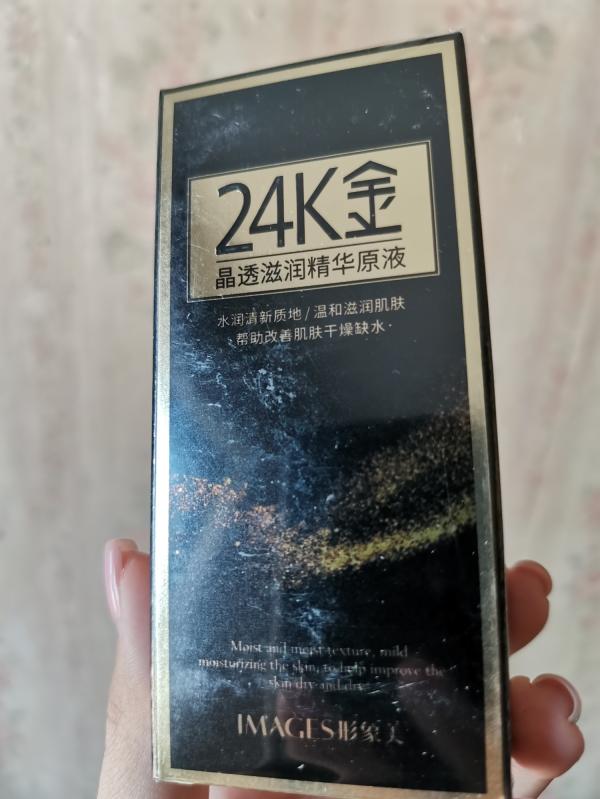 24K金
晶透滋润精华原液
水润清新质地/温和滋润肌肤
·帮助改善肌肤干燥缺水·
Moist and moist texture, mild
moisturizing the skin, to help improve the
skin dry and dry
IMAGES形象美